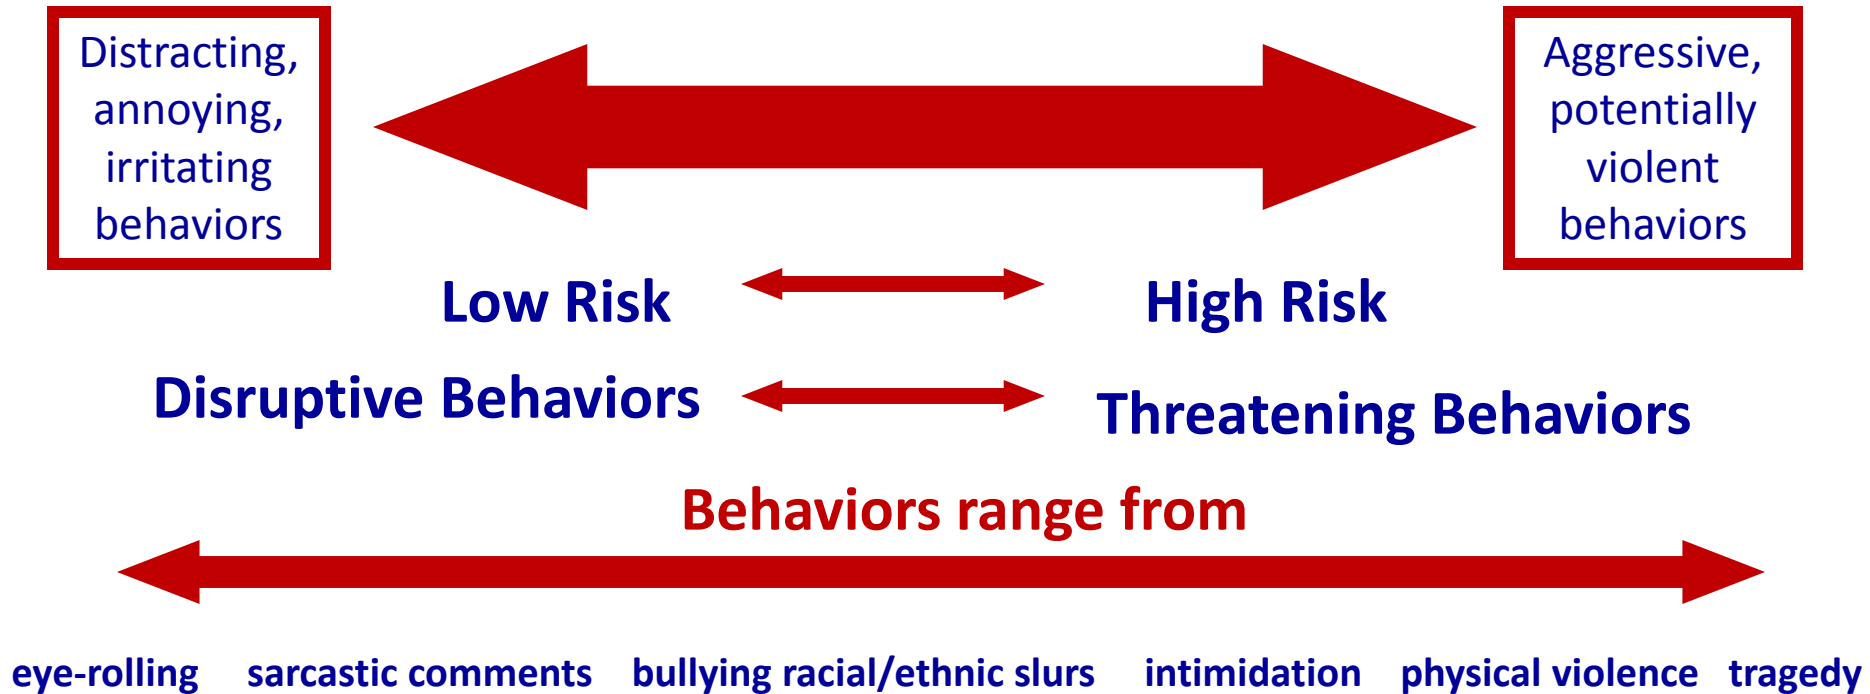 Distracting,
annoying,
irritating
behaviors
Aggressive,
potentially
violent
behaviors
Low Risk
High Risk
Disruptive Behaviors
Threatening Behaviors
Behaviors range from
eye-rolling sarcastic comments bullying racial/ethnic slurs intimidation physical violence tragedy